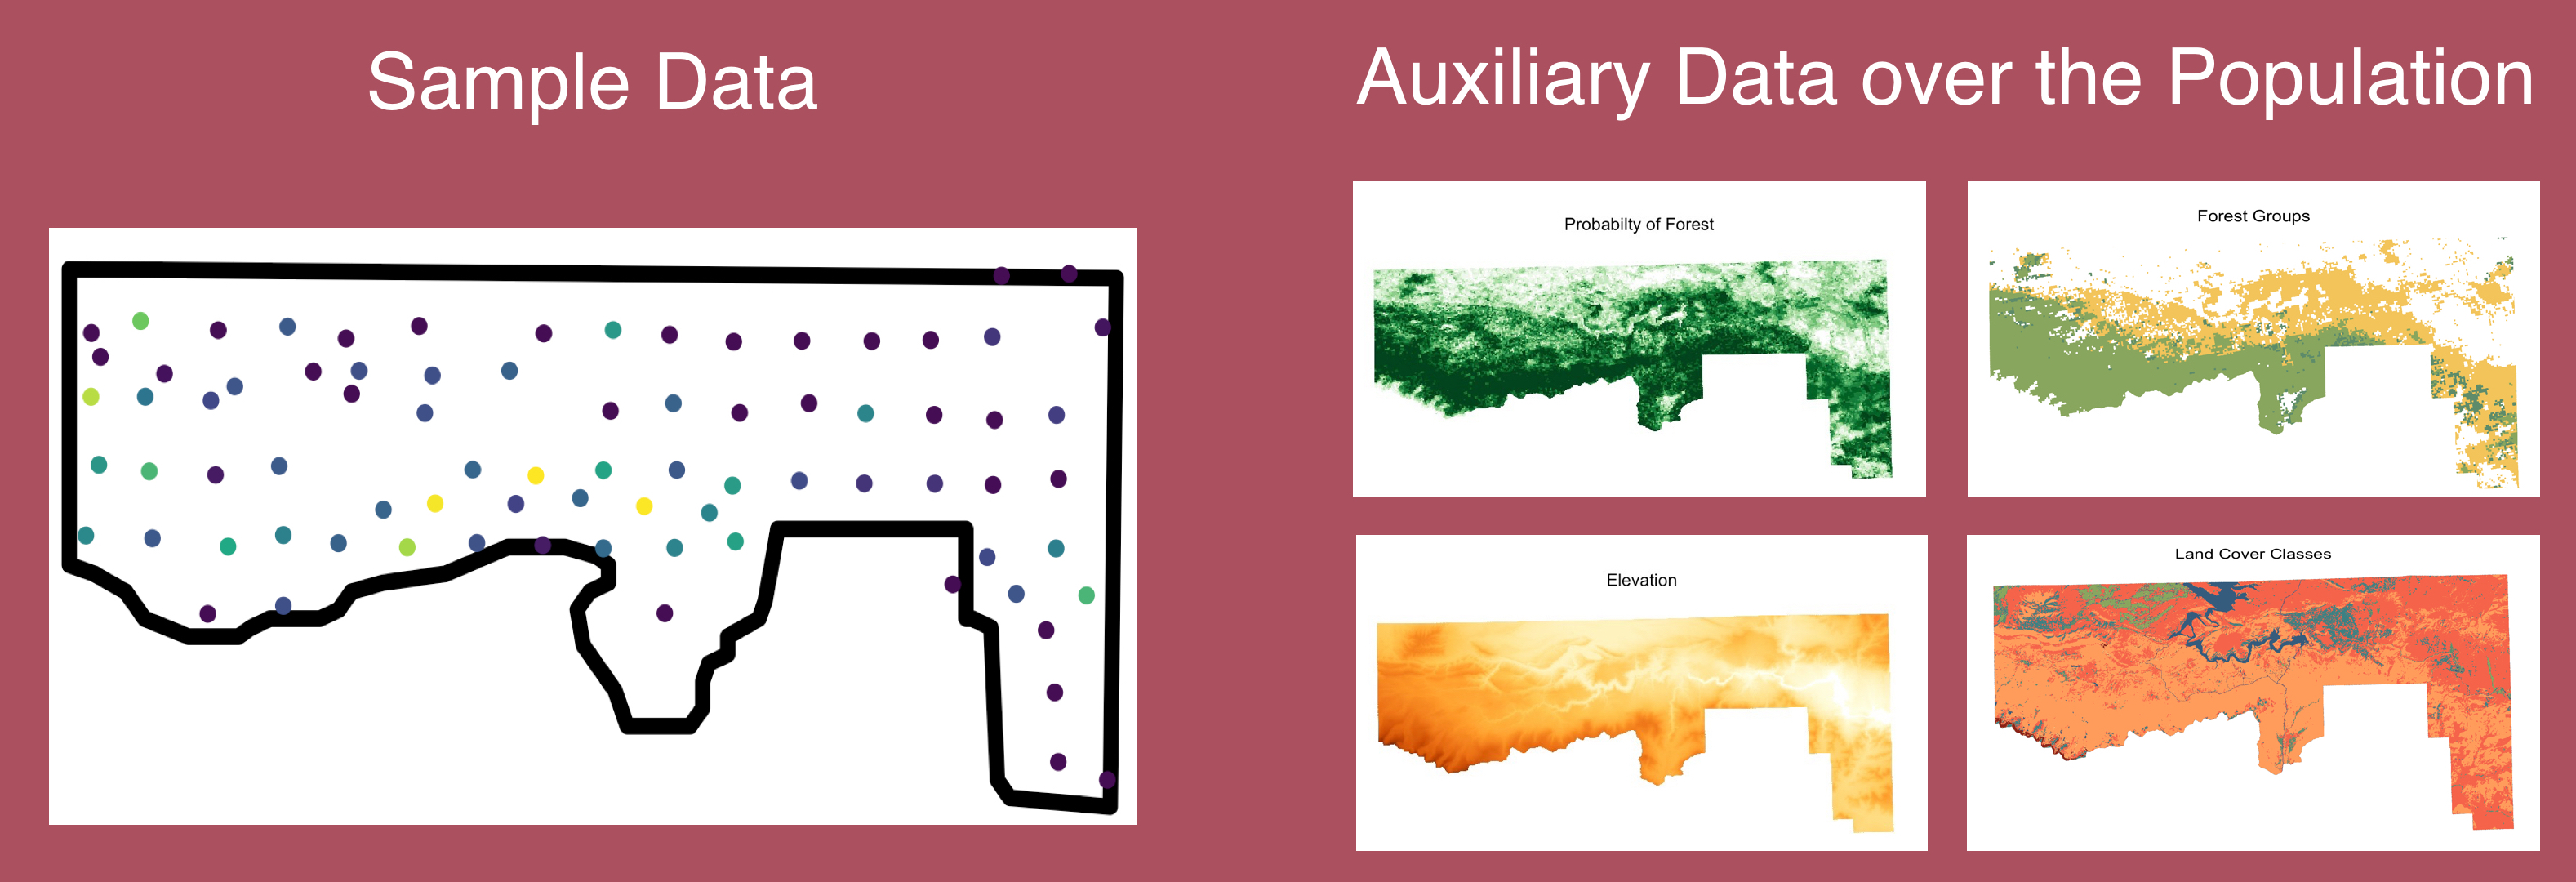 Sample Data
Auxiliary Data over the Population
Probabilty of Forest
Forest Groups
Elevation
Land Cover Classes